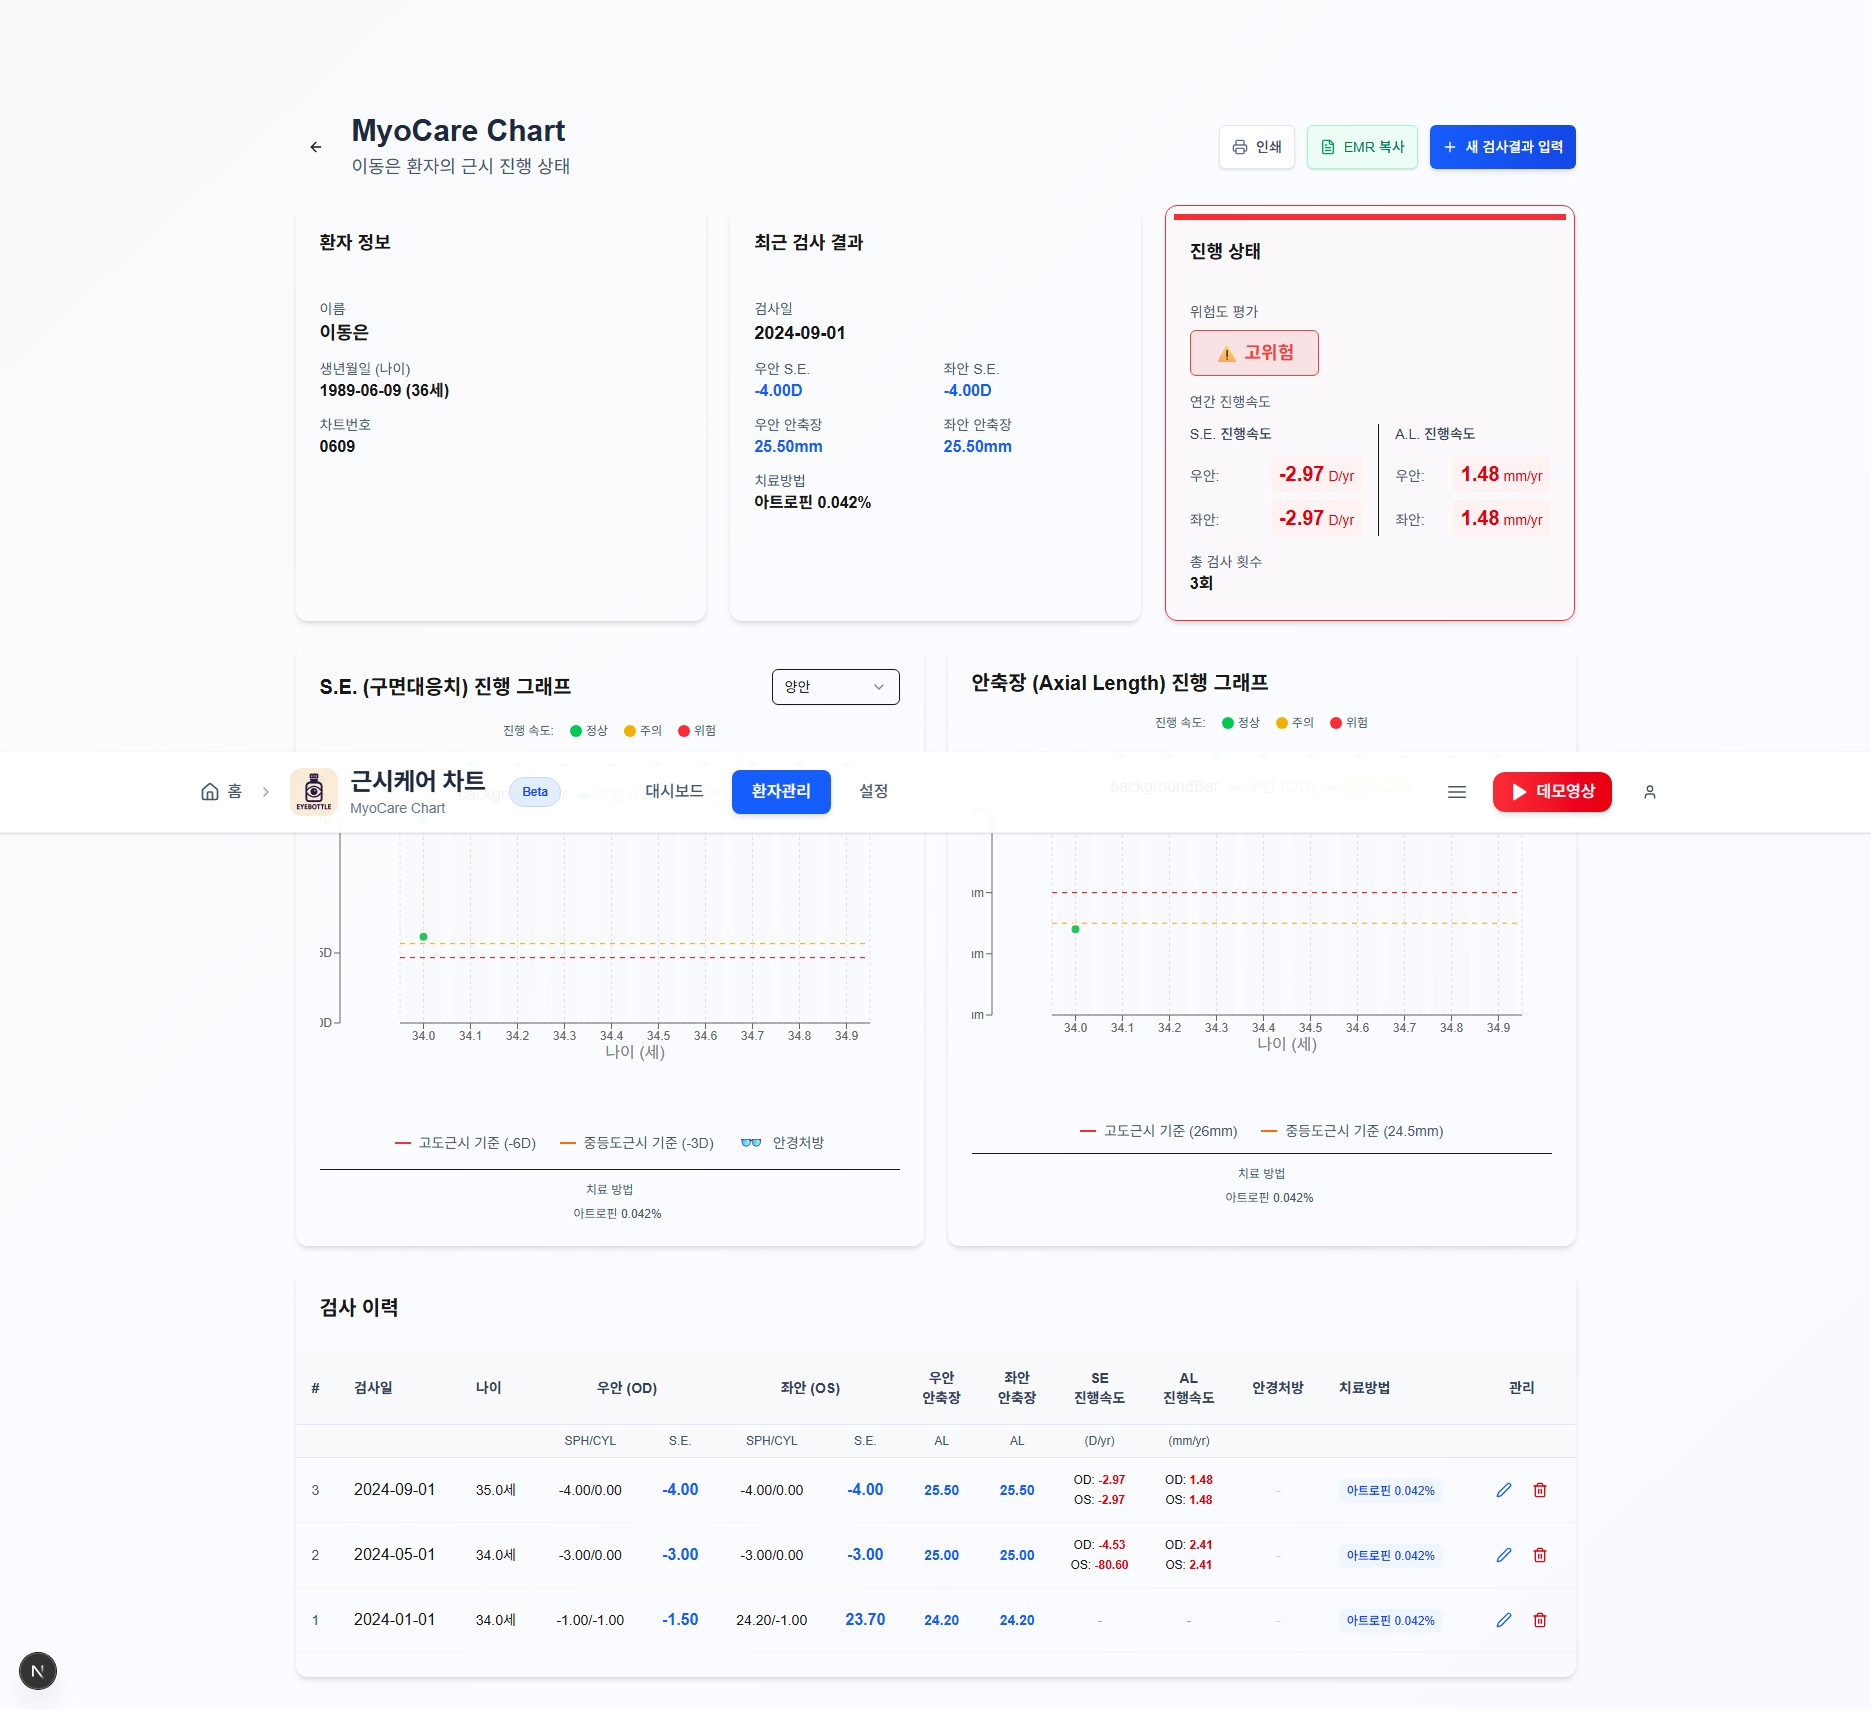 MyoCare Chart
이동은 환자의 근시 진행 상태
인쇄
EMR 복사
새 검사결과 입력
환자 정보
이름
이동은
생년월일 (나이)
1989-06-09 (36세)
차트번호
0609
최근 검사 결과
검사일
2024-09-01
우안 S.E. 좌안 S.E.
-4.00D -4.00D
우안 안축장 좌안 안축장
25.50mm 25.50mm
치료방법
아트로핀 0.042%
진행 상태
위험도 평가
고위험
연간 진행속도
S.E. 진행속도 A.L. 진행속도
우안: -2.97 D/yr 우안: 1.48 mm/yr
좌안: -2.97 D/yr 좌안: 1.48 mm/yr
총 검사 횟수
3회
S.E. (구면대응치) 진행 그래프
양안
진행 속도: 정상 주의 위험
안축장 (Axial Length) 진행 그래프
진행 속도: 정상 주의 위험
홈
EYEBOTTLE
근시케어 차트
MyoCare Chart
Beta
대시보드
환자관리
설정
backgroundBar 우안 (OD) 좌안 (OS)
데모영상
34.0 34.1 34.2 34.3 34.4 34.5 34.6 34.7 34.8 34.9
나이 (세)
고도근시 기준 (-6D) 중등도근시 기준 (-3D) 안경처방
치료 방법
아트로핀 0.042%
34.0 34.1 34.2 34.3 34.4 34.5 34.6 34.7 34.8 34.9
나이 (세)
고도근시 기준 (26mm) 중등도근시 기준 (24.5mm)
치료 방법
아트로핀 0.042%
검사 이력
# 검사일 나이 우안 (OD) 좌안 (OS) 우안 안축장 좌안 안축장 SE 진행속도 AL 진행속도 안경처방 치료방법 관리
SPH/CYL S.E. SPH/CYL S.E. AL AL (D/yr) (mm/yr)
3 2024-09-01 35.0세 -4.00/0.00 -4.00 -4.00/0.00 -4.00 25.50 25.50 OD: -2.97 OD: 1.48 - 아트로핀 0.042%
OS: -2.97 OS: 1.48
2 2024-05-01 34.0세 -3.00/0.00 -3.00 -3.00/0.00 -3.00 25.00 25.00 OD: -4.53 OD: 2.41 - 아트로핀 0.042%
OS: -80.60 OS: 2.41
1 2024-01-01 34.0세 -1.00/-1.00 -1.50 24.20/-1.00 23.70 24.20 24.20 - - - 아트로핀 0.042%
N